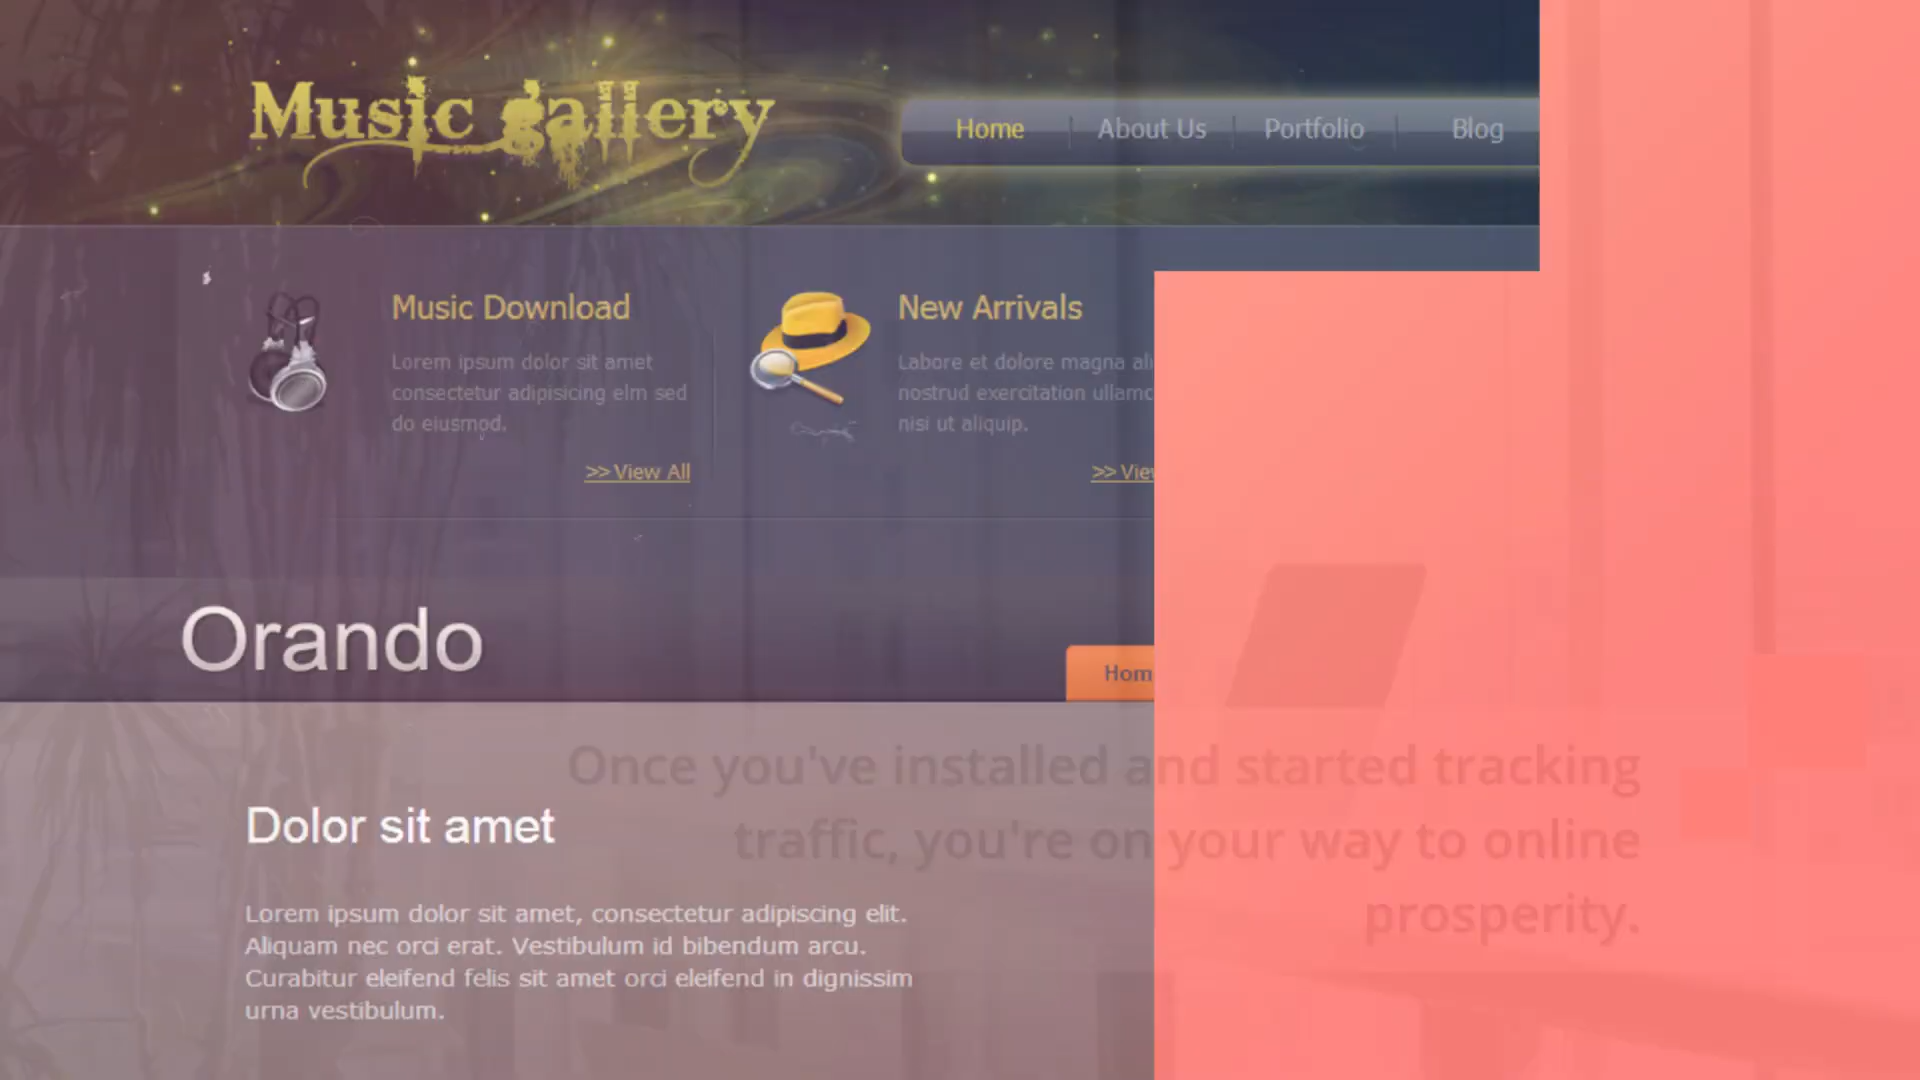 Music gallery
Home About Us Portfolio Blog
Music Download
Lorem ipsum dolor sit amet
consectetur adipisicing elm sed
do eiusmod.
>> View All
New Arrivals
Labore et dolore magna
nostrud exercitation
nisi ut aliquip.
>>
Orando
Once you've installed and started tracking
traffic, you're on your way to online
prosperity.
Dolor sit amet
Lorem ipsum dolor sit amet, consectetur adipiscing elit.
Aliquam nec orci erat. Vestibulum id bibendum arcu.
Curabitur eleifend felis sit amet orci eleifend in dignissim
urna vestibulum.